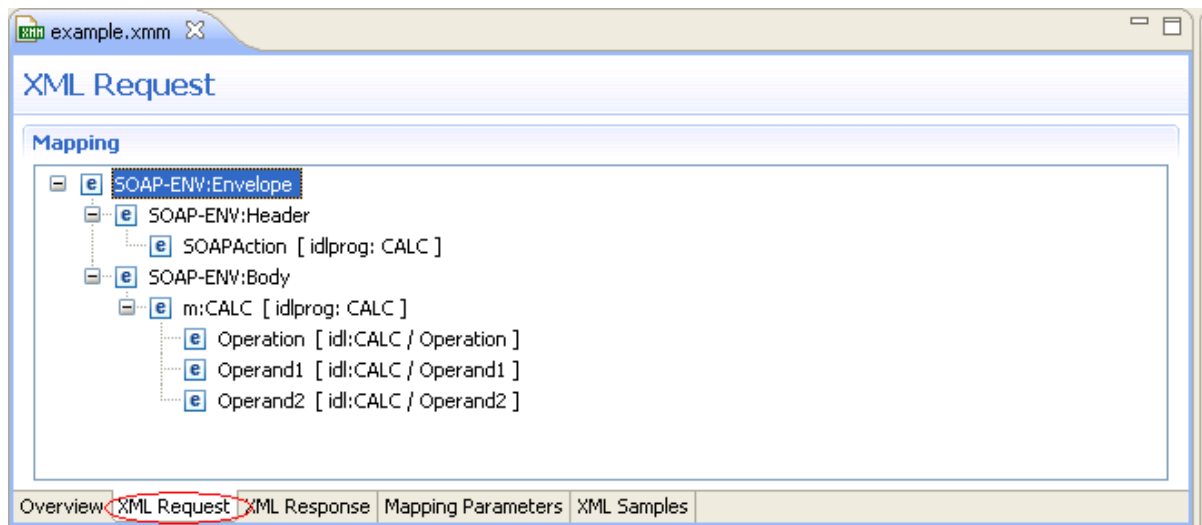 example.xmm
XML Request
Mapping
SOAP-ENV:Envelope
SOAP-ENV:Header
SOAPAction [ idlprog: CALC ]
SOAP-ENV:Body
m:CALC [ idlprog: CALC ]
Operation [ idl:CALC / Operation ]
Operand1 [ idl:CALC / Operand1 ]
Operand2 [ idl:CALC / Operand2 ]
Overview XML Request XML Response Mapping Parameters XML Samples